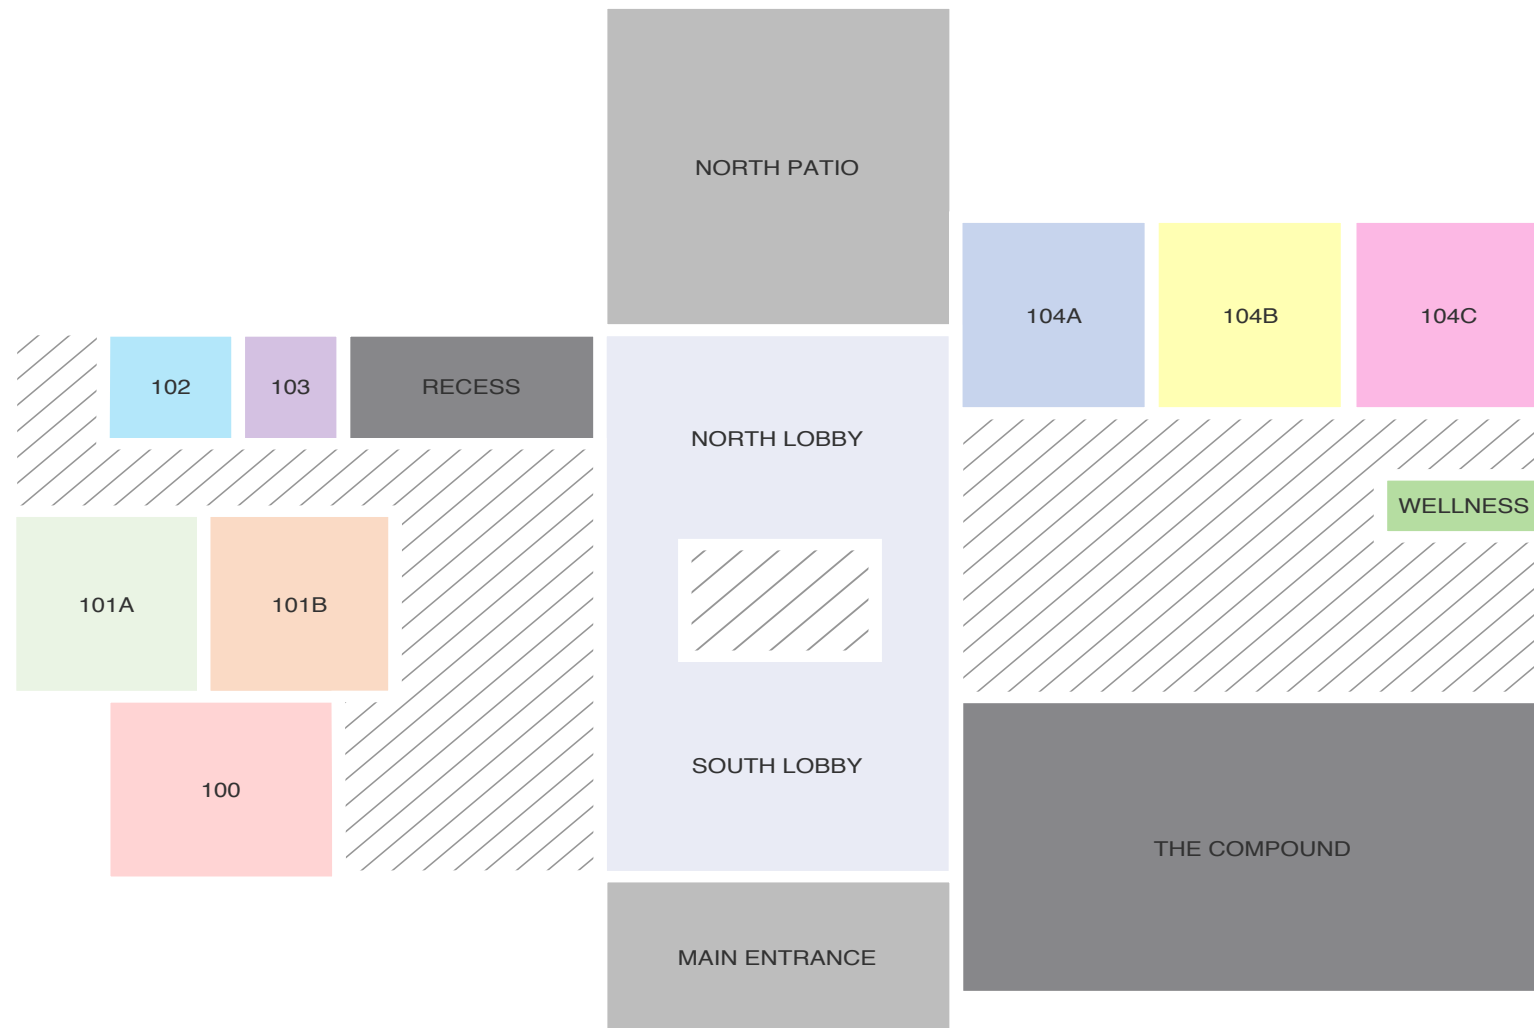 NORTH PATIO
104A
104B
104C
102
103
RECESS
NORTH LOBBY
WELLNESS
101A
101B
SOUTH LOBBY
100
THE COMPOUND
MAIN ENTRANCE